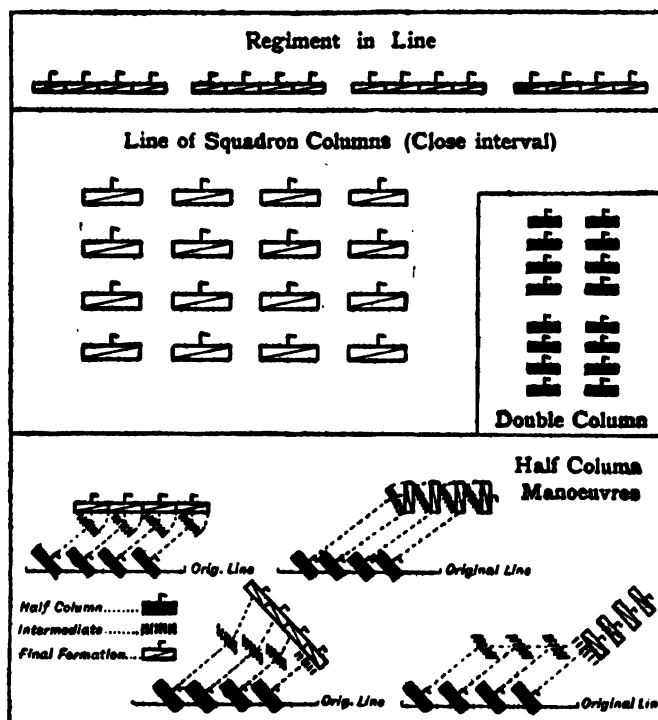 Regiment in Line
Line of Squadron Columns (Close interval)
Double Column
Half Column
Manoeuvres
Orig. Line
Original Line
Half Column........
Intermediate ......
Final Formation...
Orig. Line
Original Line